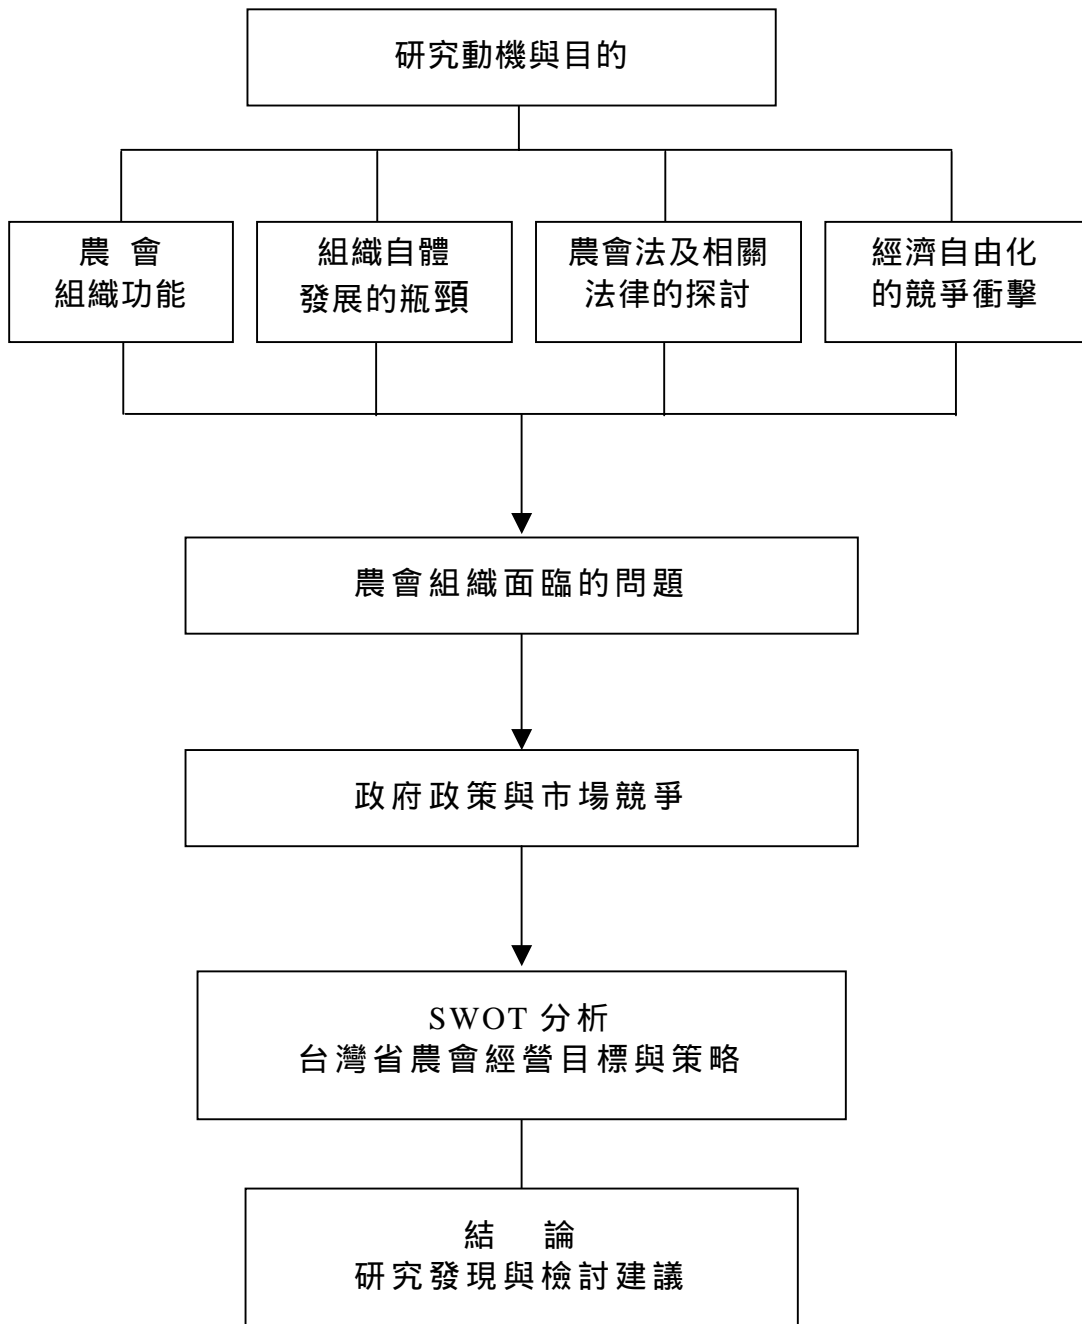 研究動機與目的
農 會
組織功能
組織自體
發展的瓶頸
農會法及相關
法律的探討
經濟自由化
的競爭衝擊
農會組織面臨的問題
政府政策與市場競爭
SWOT 分析
台灣省農會經營目標與策略
結 論
研究發現與檢討建議